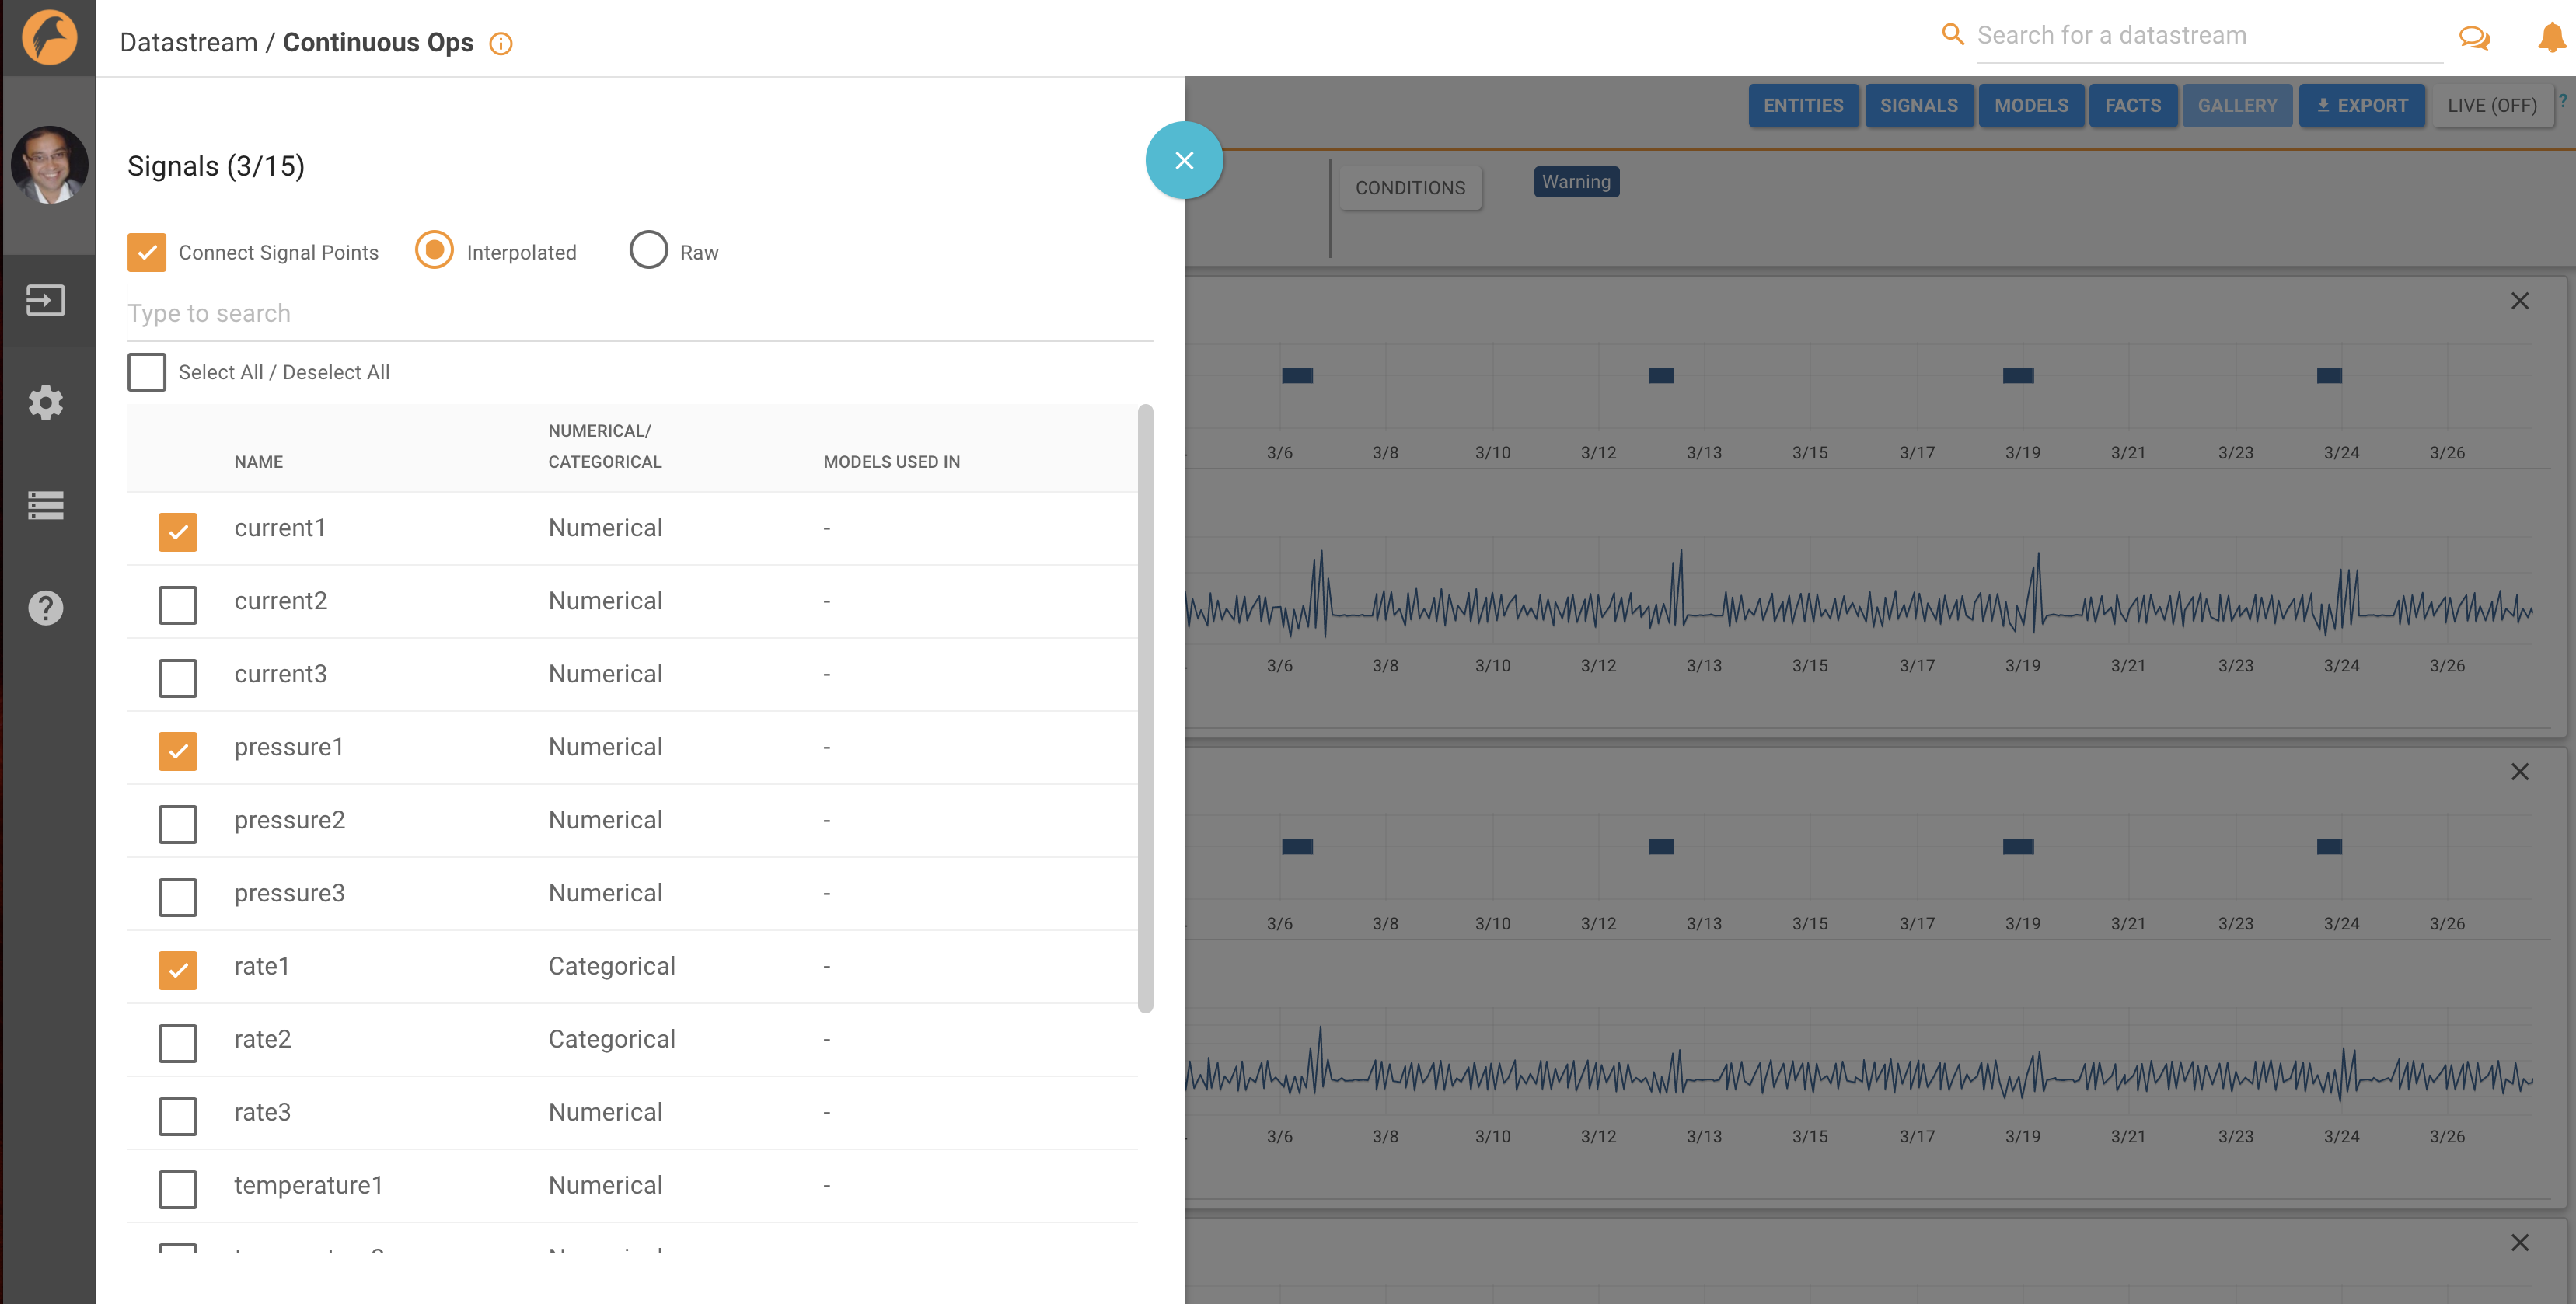 Datastream / Continuous Ops
Search for a datastream
ENTITIES SIGNALS MODELS FACTS GALLERY EXPORT LIVE (OFF) ?
Signals (3/15)
CONDITIONS Warning
Connect Signal Points Interpolated Raw
Type to search
Select All / Deselect All
NAME NUMERICAL/ CATEGORICAL MODELS USED IN
current1 Numerical -
current2 Numerical -
current3 Numerical -
pressure1 Numerical -
pressure2 Numerical -
pressure3 Numerical -
rate1 Categorical -
rate2 Categorical -
rate3 Numerical -
temperature1 Numerical -
3/6 3/8 3/10 3/12 3/13 3/15 3/17 3/19 3/21 3/23 3/24 3/26
3/6 3/8 3/10 3/12 3/13 3/15 3/17 3/19 3/21 3/23 3/24 3/26
3/6 3/8 3/10 3/12 3/13 3/15 3/17 3/19 3/21 3/23 3/24 3/26
3/6 3/8 3/10 3/12 3/13 3/15 3/17 3/19 3/21 3/23 3/24 3/26